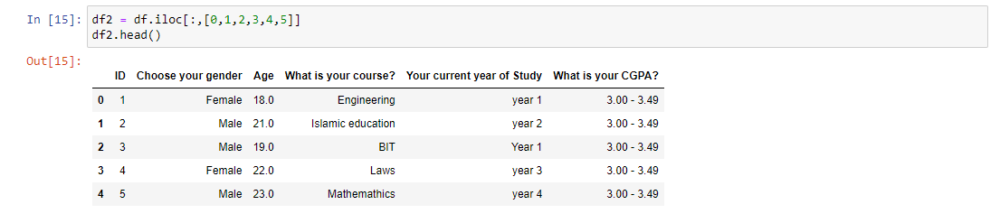 In [15]: df2 = df.iloc[:,[0,1,2,3,4,5]]
df2.head()
Out[15]:
ID Choose your gender Age What is your course? Your current year of Study What is your CGPA?
0 1 Female 18.0 Engineering year 1 3.00 - 3.49
1 2 Male 21.0 Islamic education year 2 3.00 - 3.49
2 3 Male 19.0 BIT Year 1 3.00 - 3.49
3 4 Female 22.0 Laws year 3 3.00 - 3.49
4 5 Male 23.0 Mathemathics year 4 3.00 - 3.49